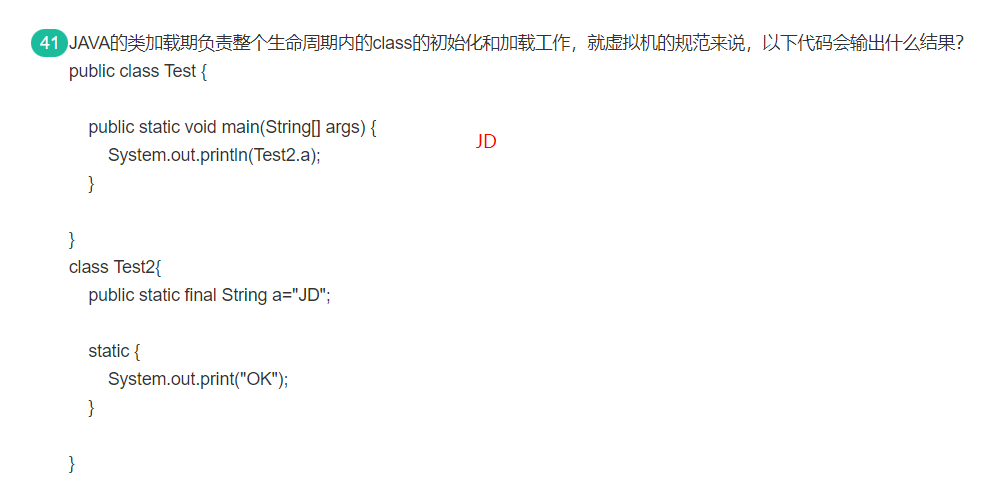 41 JAVA的类加载期负责整个生命周期内的class的初始化和加载工作，就虚拟机的规范来说，以下代码会输出什么结果？
public class Test {
public static void main(String[] args) {
JD
System.out.println(Test2.a);
}
}
class Test2{
public static final String a="JD";
static {
System.out.print("OK");
}
}